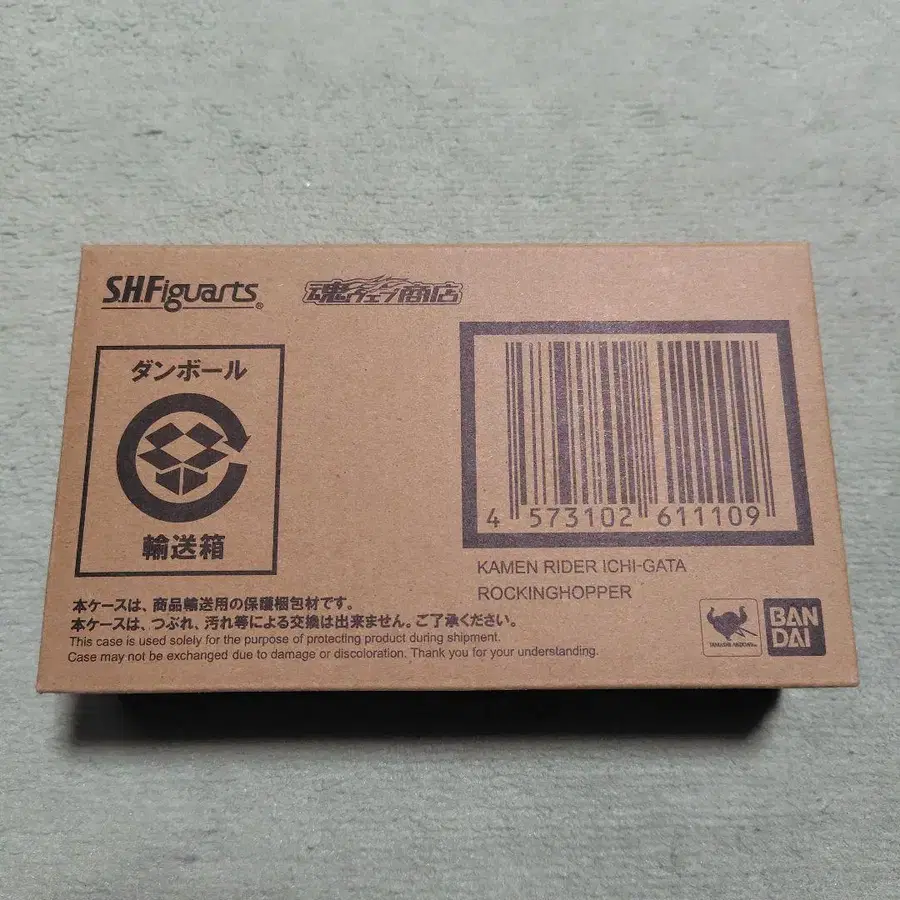 S.H.Figuarts®
魂ウェブ商店
ダンボール
輸送箱
4 573102 611109
KAMEN RIDER ICHI-GATA
ROCKINGHOPPER
本ケースは、商品輸送用の保護梱包材です。
本ケースは、つぶれ、汚れ等による交換は出来ません。ご了承ください。
This case is used solely for the purpose of protecting product during shipment.
Case may not be exchanged due to damage or discoloration. Thank you for your understanding.
BAN
DAI